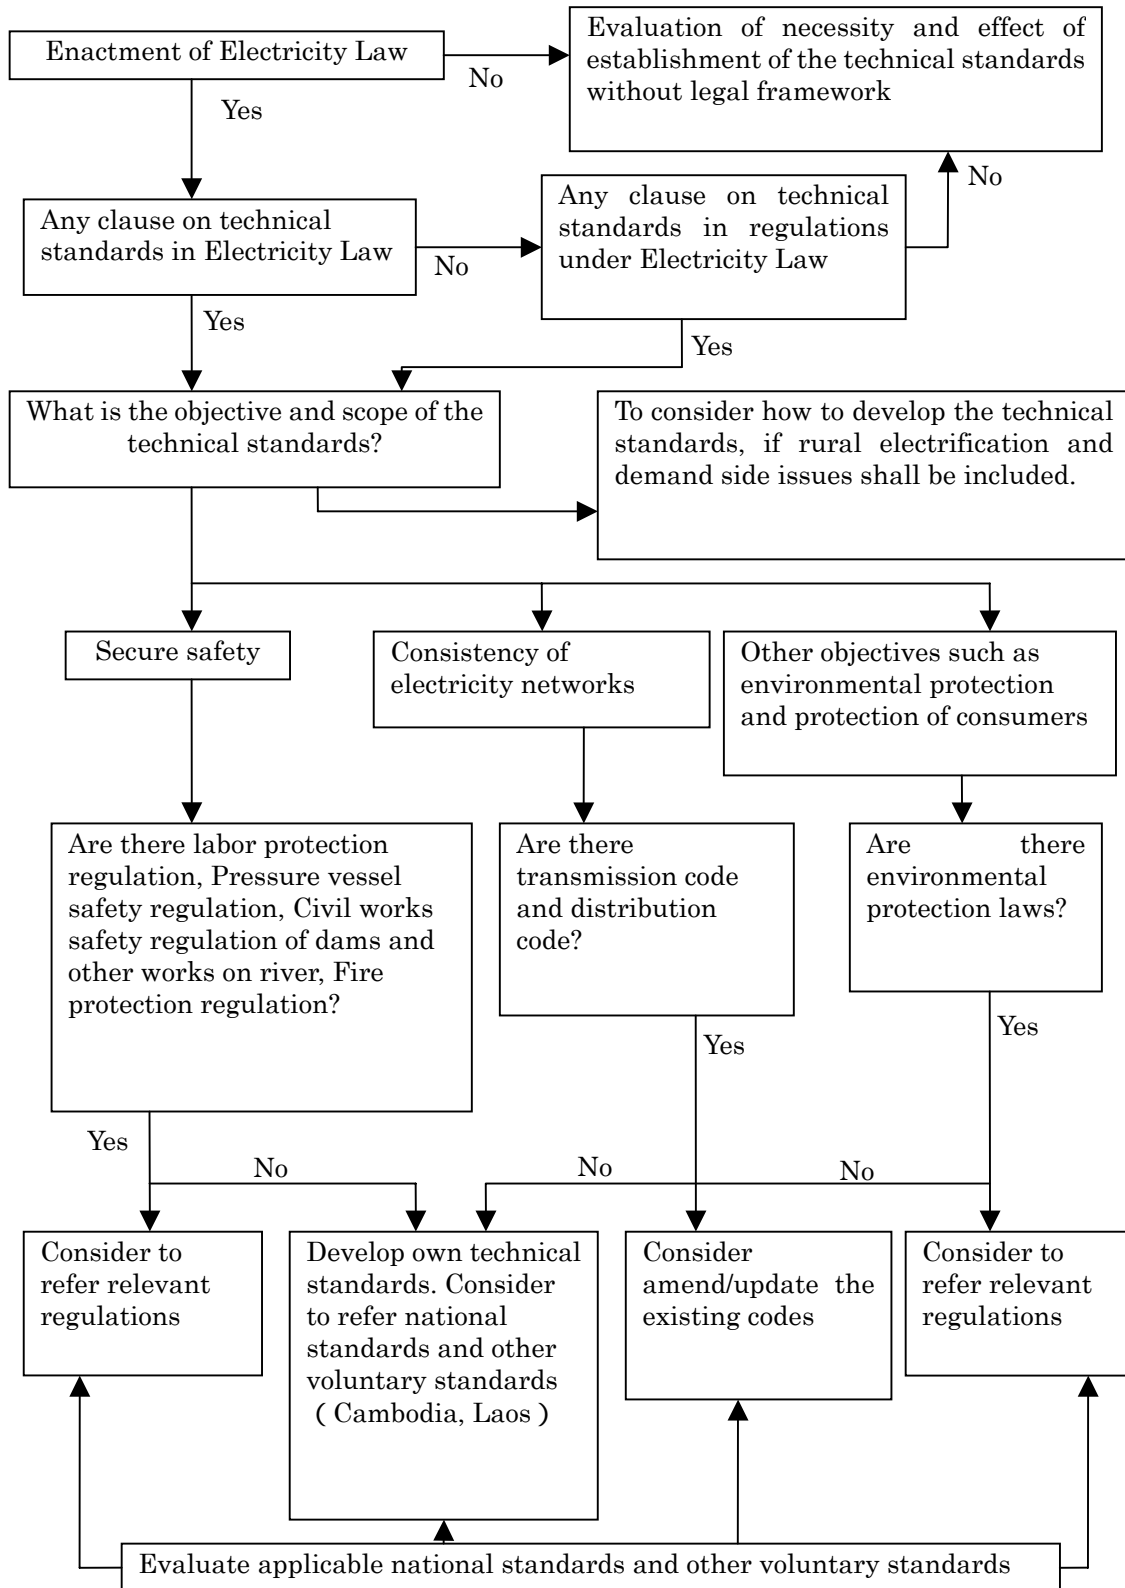 Enactment of Electricity Law
No
Evaluation of necessity and effect of
establishment of the technical standards
without legal framework
Yes
No
Any clause on technical
standards in Electricity Law
No
Any clause on technical
standards in regulations
under Electricity Law
Yes
Yes
What is the objective and scope of the
technical standards?
To consider how to develop the technical
standards, if rural electrification and
demand side issues shall be included.
Secure safety
Consistency of
electricity networks
Other objectives such as
environmental protection
and protection of consumers
Are there labor protection
regulation, Pressure vessel
safety regulation, Civil works
safety regulation of dams and
other works on river, Fire
protection regulation?
Are there
transmission code
and distribution
code?
Are there
environmental
protection laws?
Yes
Yes
Yes
No
No
No
Consider to
refer relevant
regulations
Develop own technical
standards. Consider
to refer national
standards and other
voluntary standards
( Cambodia, Laos )
Consider
amend/update the
existing codes
Consider to
refer relevant
regulations
Evaluate applicable national standards and other voluntary standards